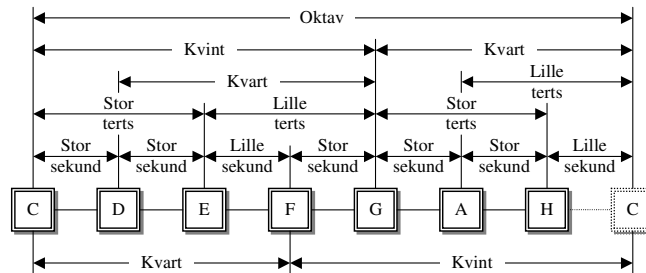 Oktav
Kvint Kvart
Kvart Lille
terts
Stor Lille Stor
terts terts terts
Stor Stor Lille Stor Stor Stor Lille
sekund sekund sekund sekund sekund sekund sekund
C D E F G A H C
Kvart Kvint